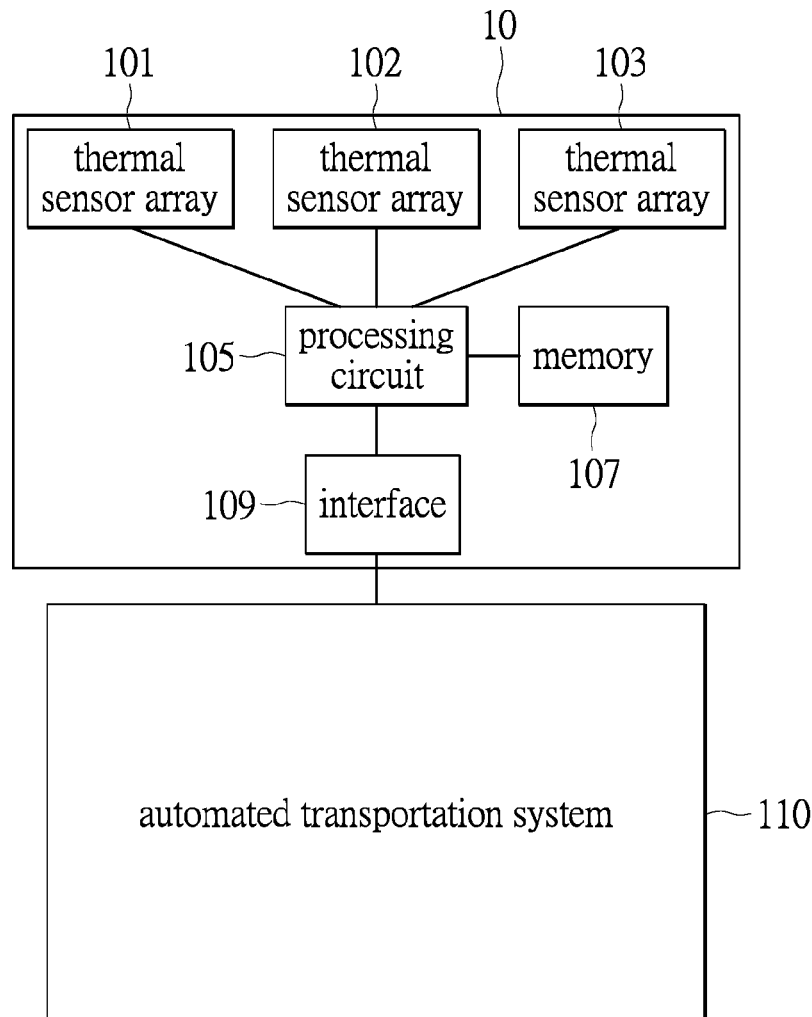 10
101
102
103
thermal
sensor array
thermal
sensor array
thermal
sensor array
105
processing
circuit
memory
107
109
interface
automated transportation system
110